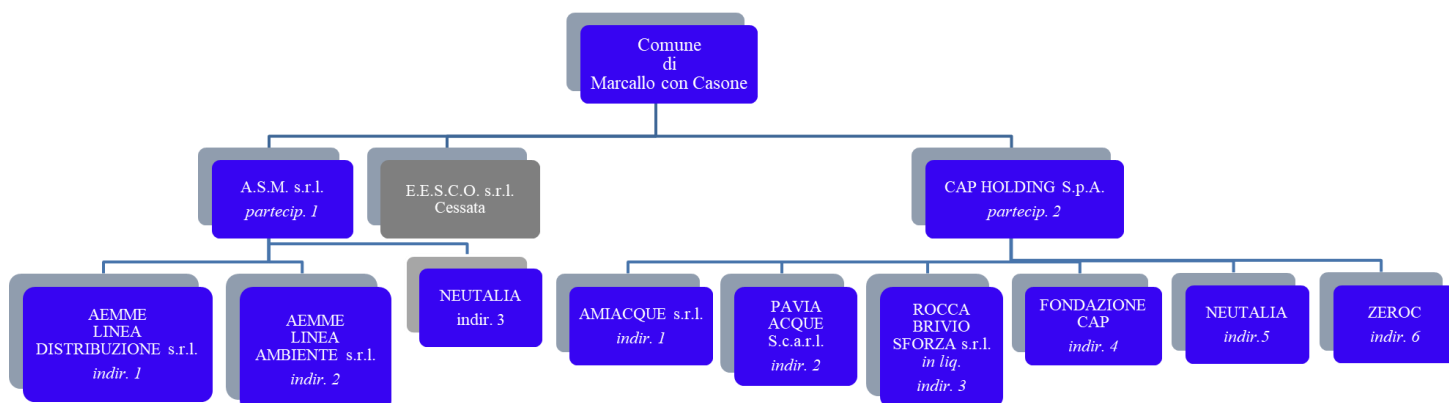 Comune
di
Marcallo con Casone
A.S.M. s.r.l.
partecip. 1
E.E.S.C.O. s.r.l.
Cessata
CAP HOLDING S.p.A.
partecip. 2
AEMME
LINEA
DISTRIBUZIONE s.r.l.
indir. 1
AEMME
LINEA
AMBIENTE s.r.l.
indir. 2
NEUTALIA
indir. 3
AMIACQUE s.r.l.
indir. 1
PAVIA
ACQUE
S.c.a.r.l.
indir. 2
ROCCA
BRIVIO
SFORZA s.r.l.
in liq.
indir. 3
FONDAZIONE
CAP
indir. 4
NEUTALIA
indir.5
ZEROC
indir. 6